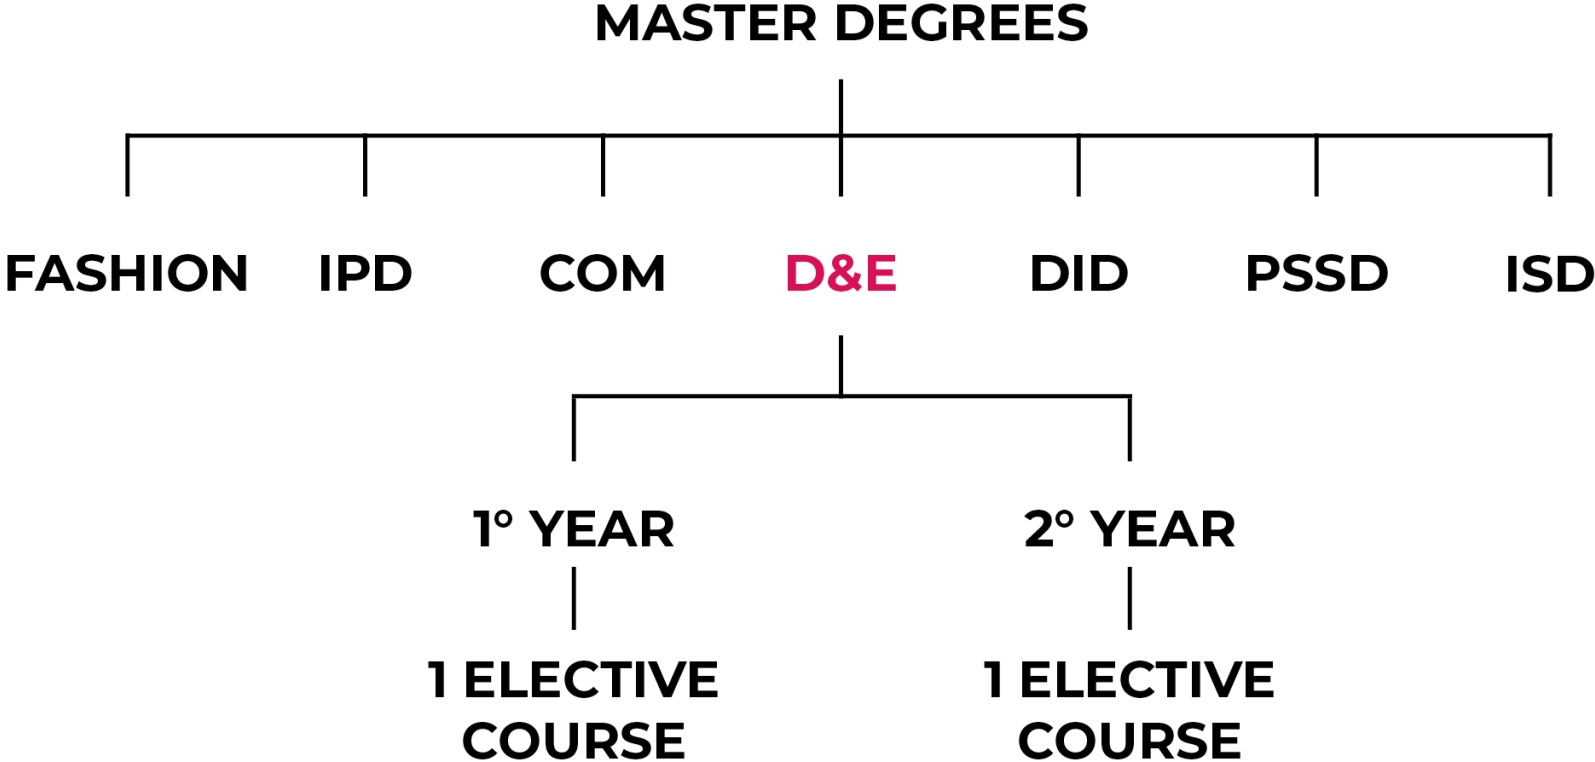 MASTER DEGREES
FASHION IPD COM D&E DID PSSD ISD
1° YEAR 2° YEAR
1 ELECTIVE 1 ELECTIVE
COURSE COURSE